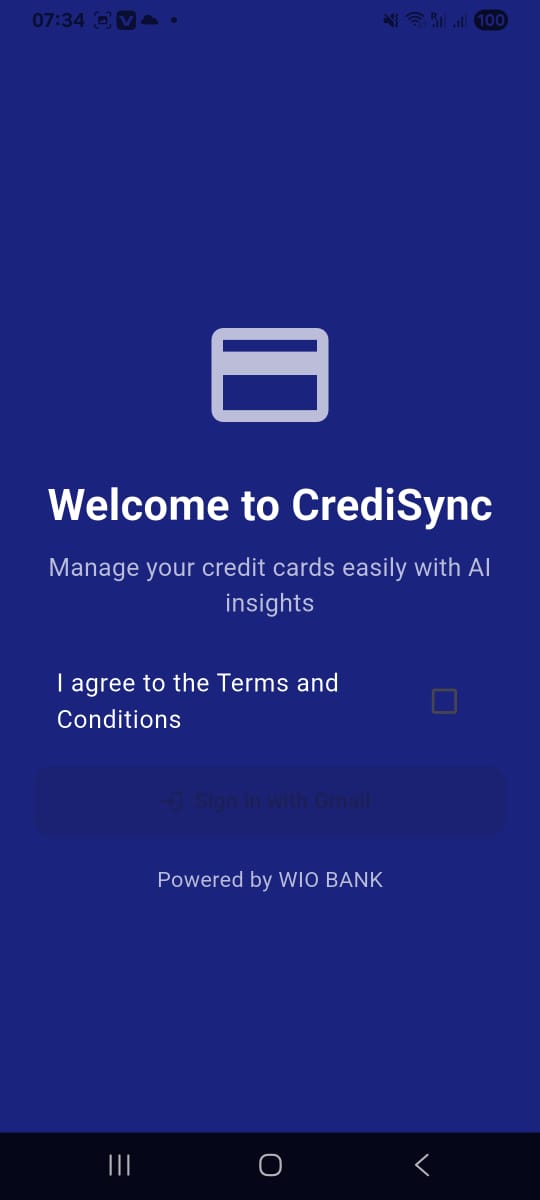 07:34
100
Welcome to CrediSync
Manage your credit cards easily with AI
insights
I agree to the Terms and
Conditions
Sign in with Gmail
Powered by WIO BANK